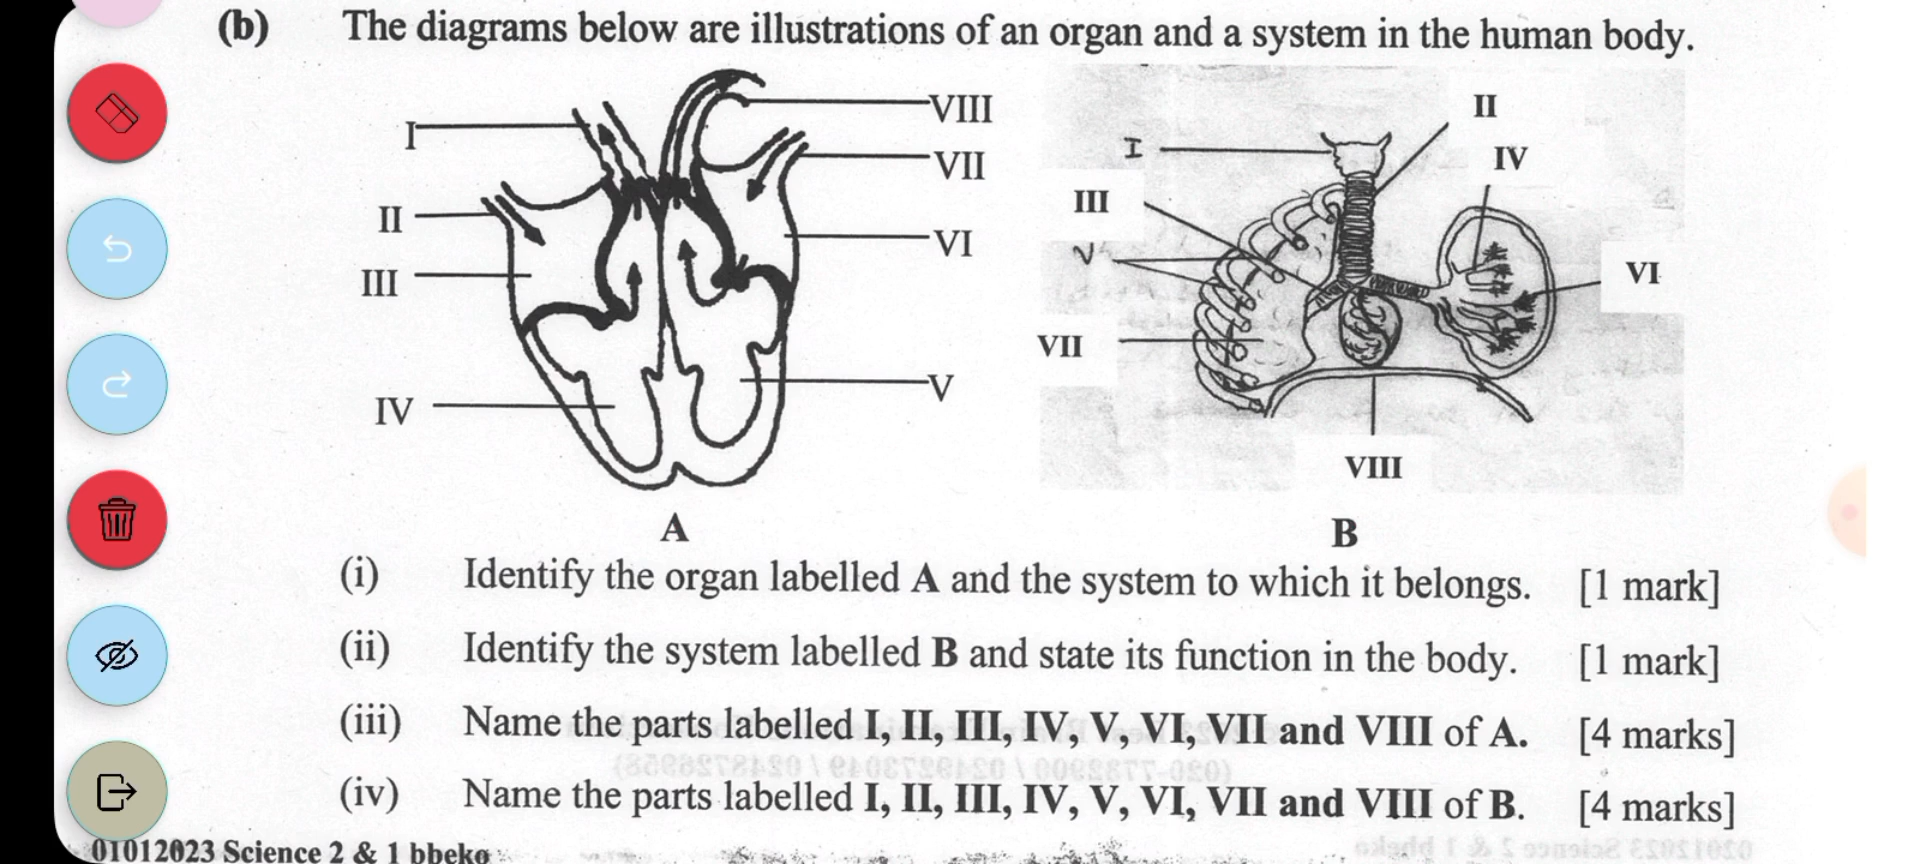 (b) The diagrams below are illustrations of an organ and a system in the human body.
I
II
III
IV
VIII
VII
VI
V
A
I
III
V
VII
II
IV
VI
VIII
B
(i) Identify the organ labelled A and the system to which it belongs. [1 mark]
(ii) Identify the system labelled B and state its function in the body. [1 mark]
(iii) Name the parts labelled I, II, III, IV, V, VI, VII and VIII of A. [4 marks]
(iv) Name the parts labelled I, II, III, IV, V, VI, VII and VIII of B. [4 marks]
01012023 Science 2 & 1 bbeko